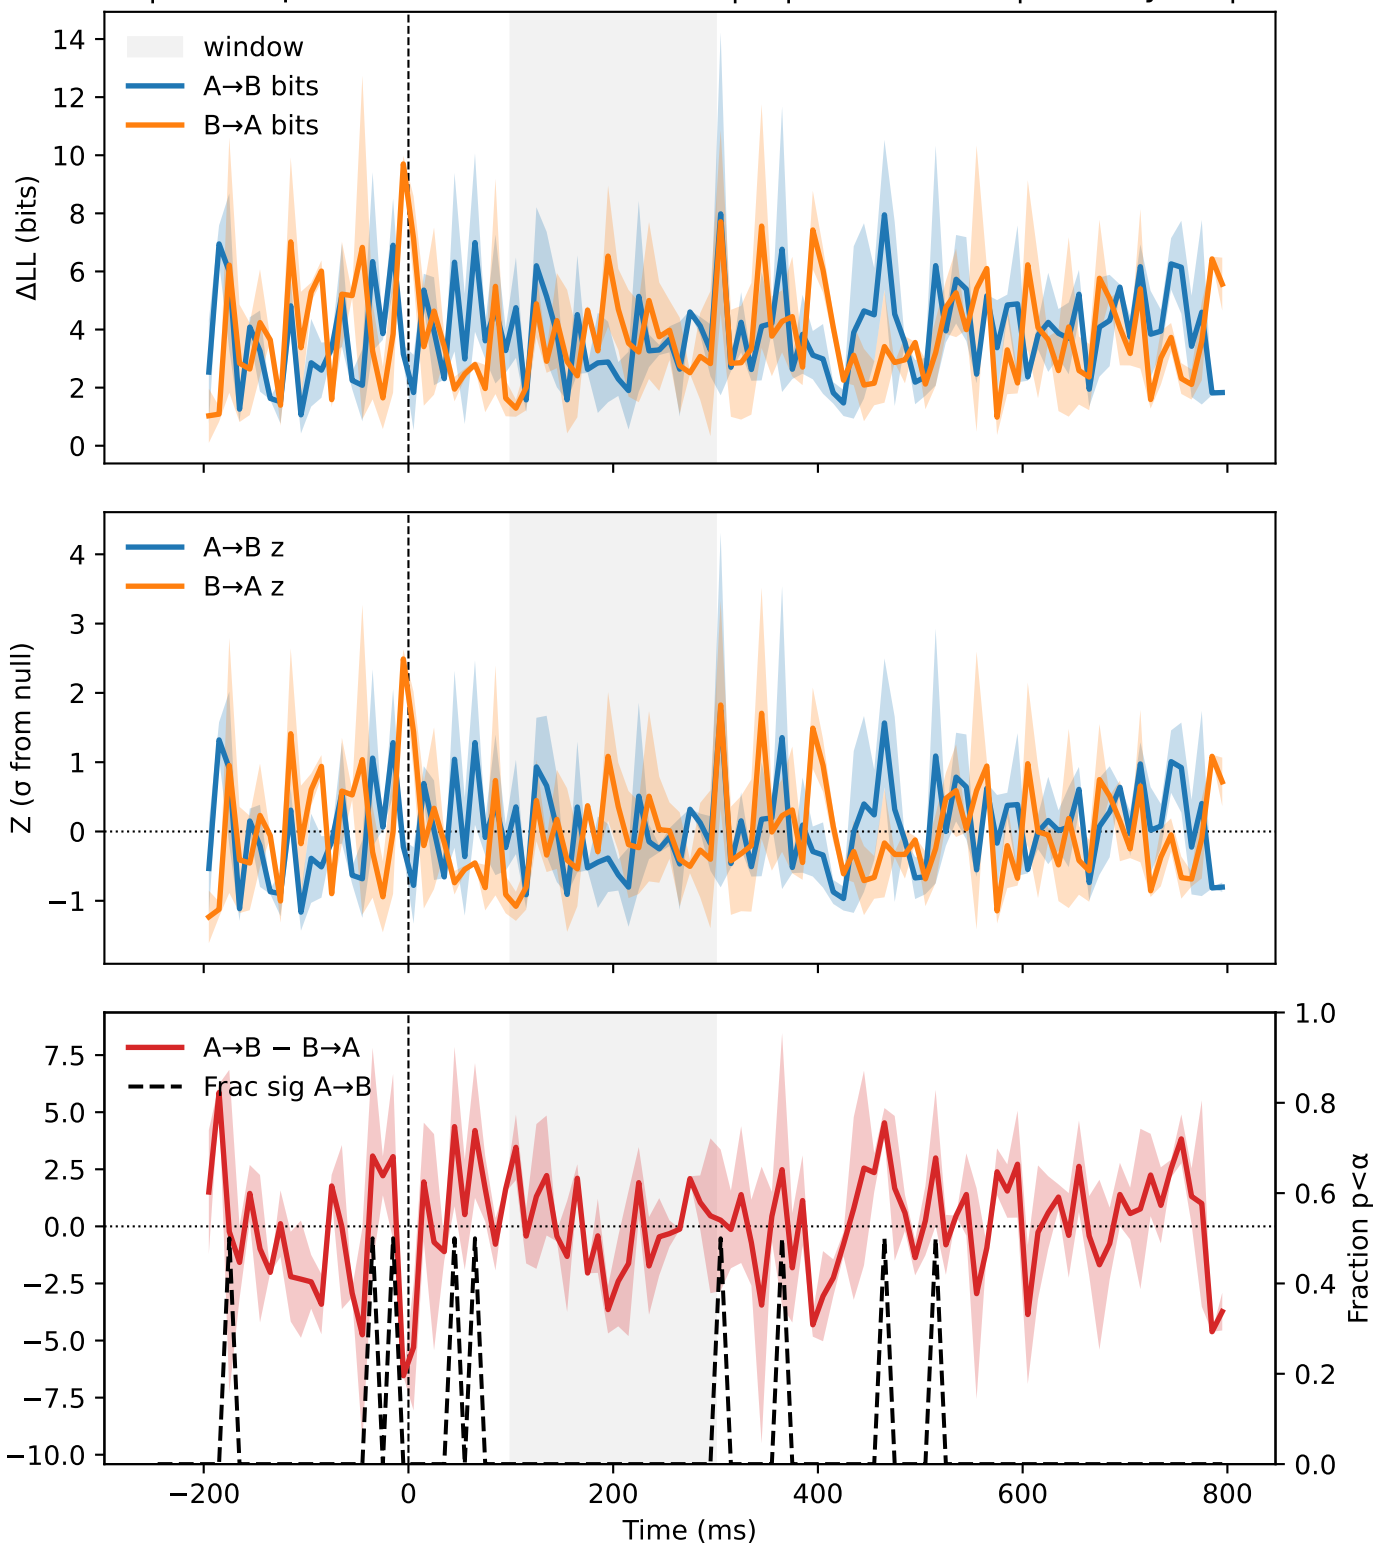 14
12
10
8
6
4
2
0
ΔLL (bits)
window
A→B bits
B→A bits
4
3
2
1
0
−1
Z (σ from null)
A→B z
B→A z
7.5
5.0
2.5
0.0
−2.5
−5.0
−7.5
−10.0
A→B − B→A
Frac sig A→B
1.0
0.8
0.6
0.4
0.2
0.0
Fraction p<α
−200 0 200 400 600 800
Time (ms)